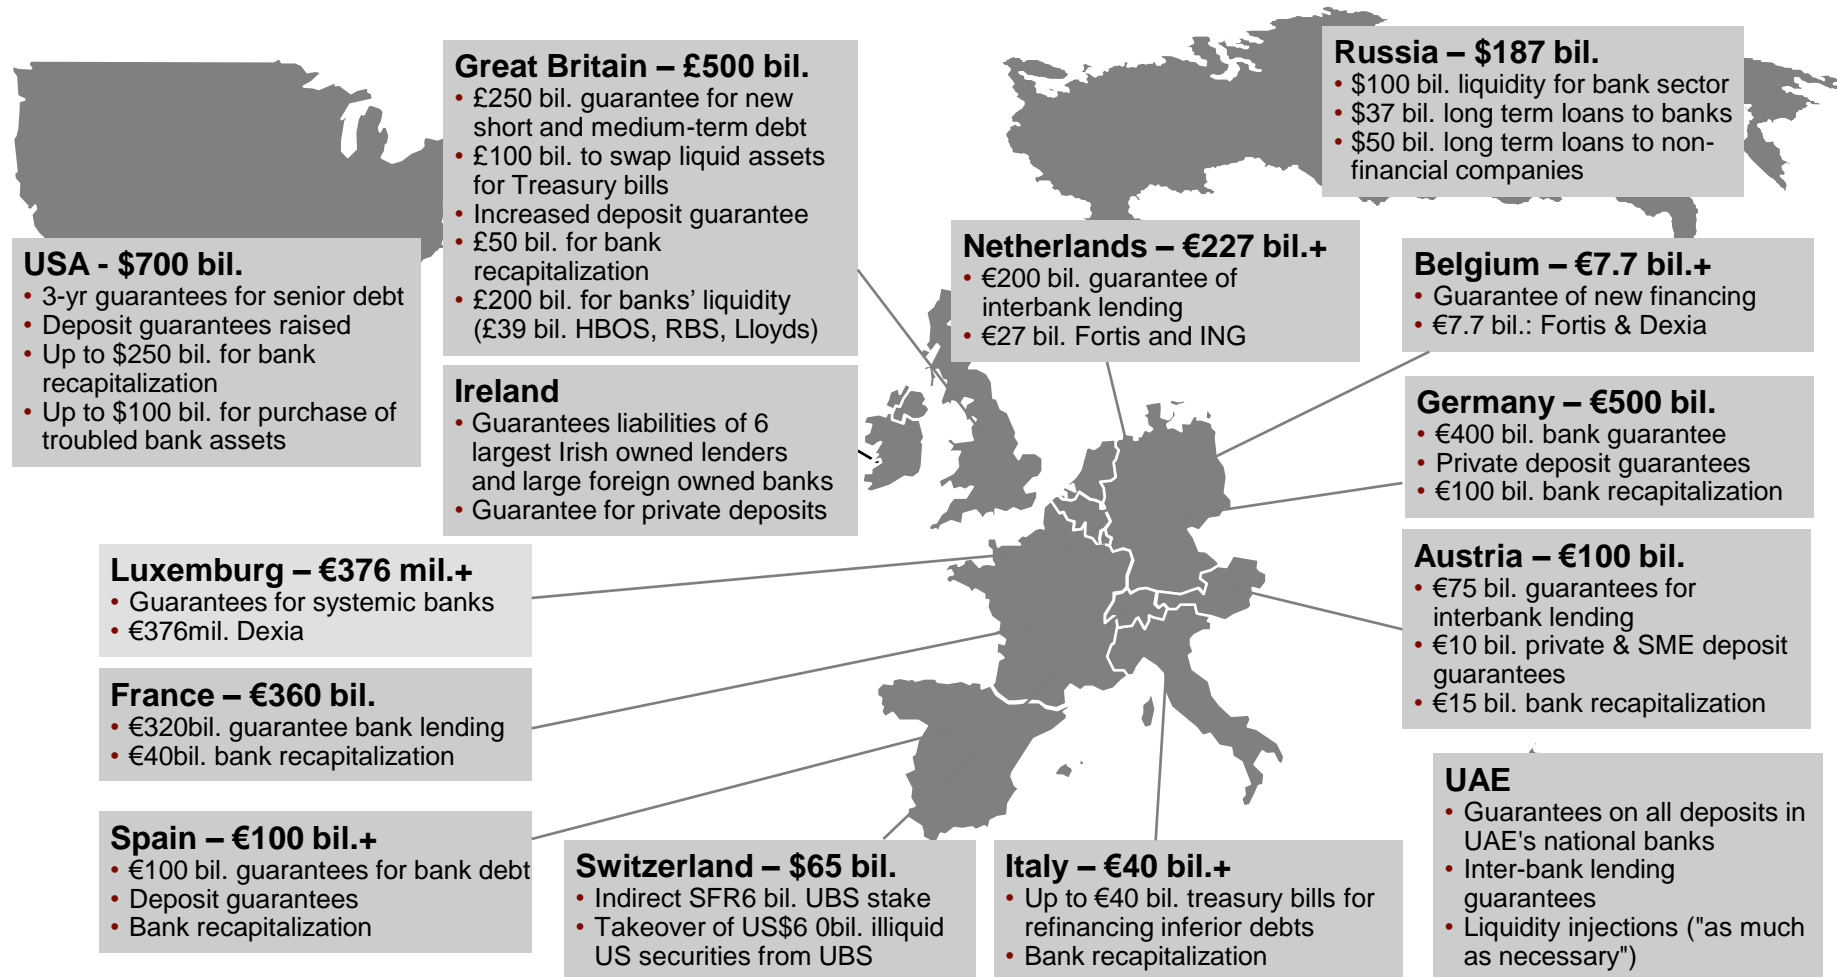 Great Britain – £500 bil.
• £250 bil. guarantee for new
short and medium-term debt
• £100 bil. to swap liquid assets
for Treasury bills
• Increased deposit guarantee
• £50 bil. for bank
recapitalization
• £200 bil. for banks’ liquidity
(£39 bil. HBOS, RBS, Lloyds)
Russia – $187 bil.
• $100 bil. liquidity for bank sector
• $37 bil. long term loans to banks
• $50 bil. long term loans to non-
financial companies
USA - $700 bil.
• 3-yr guarantees for senior debt
• Deposit guarantees raised
• Up to $250 bil. for bank
recapitalization
• Up to $100 bil. for purchase of
troubled bank assets
Netherlands – €227 bil.+
• €200 bil. guarantee of
interbank lending
• €27 bil. Fortis and ING
Belgium – €7.7 bil.+
• Guarantee of new financing
• €7.7 bil.: Fortis & Dexia
Ireland
• Guarantees liabilities of 6
largest Irish owned lenders
and large foreign owned banks
• Guarantee for private deposits
Germany – €500 bil.
• €400 bil. bank guarantee
• Private deposit guarantees
• €100 bil. bank recapitalization
Luxemburg – €376 mil.+
• Guarantees for systemic banks
• €376mil. Dexia
Austria – €100 bil.
• €75 bil. guarantees for
interbank lending
• €10 bil. private & SME deposit
guarantees
• €15 bil. bank recapitalization
France – €360 bil.
• €320bil. guarantee bank lending
• €40bil. bank recapitalization
Spain – €100 bil.+
• €100 bil. guarantees for bank debt
• Deposit guarantees
• Bank recapitalization
Switzerland – $65 bil.
• Indirect SFR6 bil. UBS stake
• Takeover of US$6 0bil. illiquid
US securities from UBS
Italy – €40 bil.+
• Up to €40 bil. treasury bills for
refinancing inferior debts
• Bank recapitalization
UAE
• Guarantees on all deposits in
UAE's national banks
• Inter-bank lending
guarantees
• Liquidity injections ("as much
as necessary")